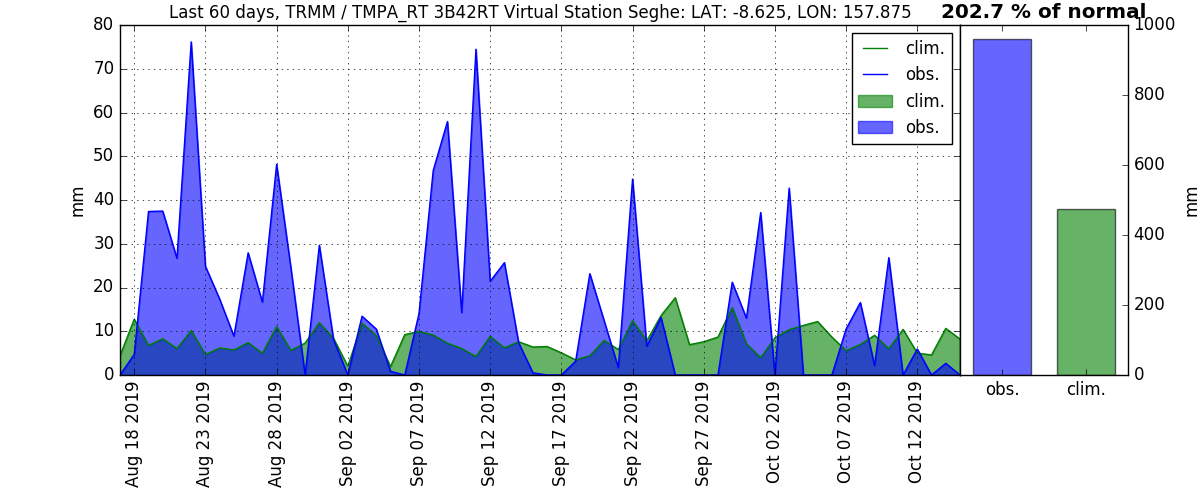 Last 60 days, TRMM / TMPA_RT 3B42RT Virtual Station Seghe: LAT: -8.625, LON: 157.875
202.7 % of normal
80
70
60
50
40
30
20
10
0
mm
clim.
obs.
clim.
obs.
1000
800
600
400
200
0
mm
Aug 18 2019
Aug 23 2019
Aug 28 2019
Sep 02 2019
Sep 07 2019
Sep 12 2019
Sep 17 2019
Sep 22 2019
Sep 27 2019
Oct 02 2019
Oct 07 2019
Oct 12 2019
obs.
clim.